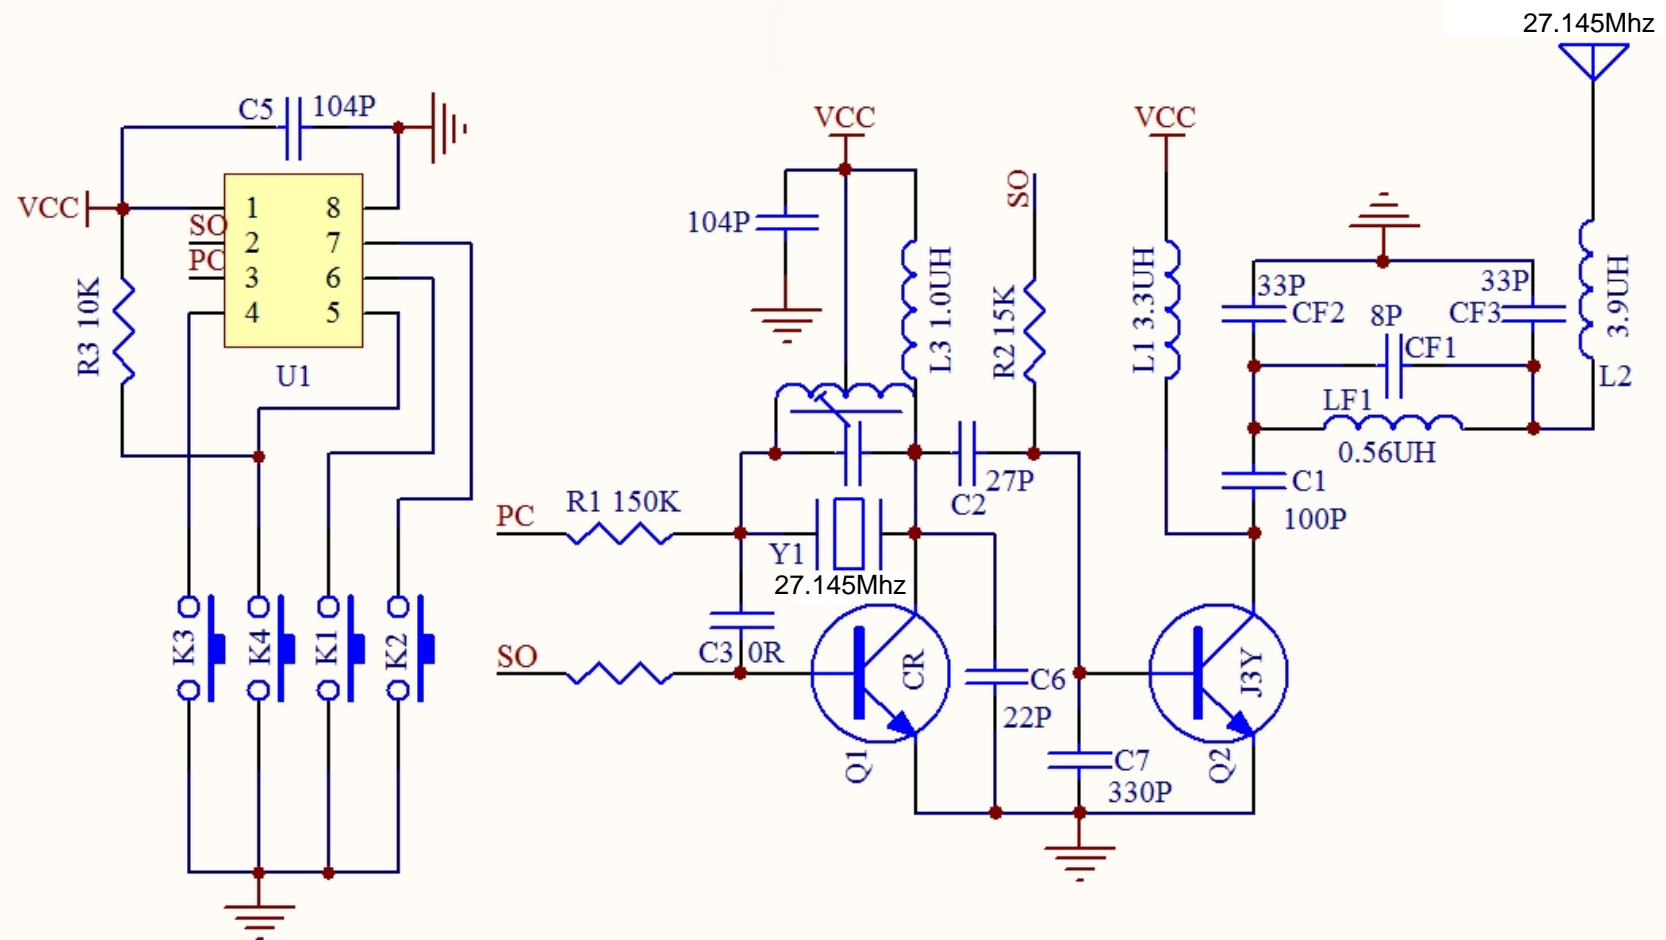 27.145Mhz
C5 104P
VCC
VCC
VCC
1 8
SO
2 7
PC
3 6
4 5
U1
R3 10K
104P
L3 1.0UH
SO
R2 15K
L1 3.3UH
33P
CF2
33P
CF3
8P
CF1
3.9UH
L2
LF1
0.56UH
C1
100P
27P
C2
PC
R1 150K
Y1
27.145Mhz
C3 0R
SO
CR
Q1
C6
22P
C7
330P
J3Y
Q2
K3
K4
K1
K2